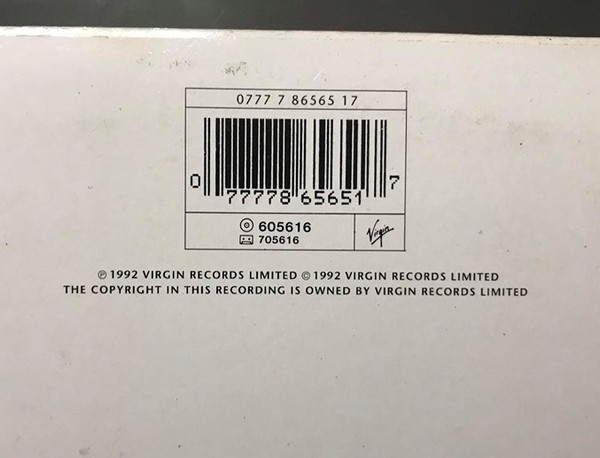 0777 7 86565 17
0 77778 65651 7
605616
705616
Virgin
℗ 1992 VIRGIN RECORDS LIMITED © 1992 VIRGIN RECORDS LIMITED
THE COPYRIGHT IN THIS RECORDING IS OWNED BY VIRGIN RECORDS LIMITED